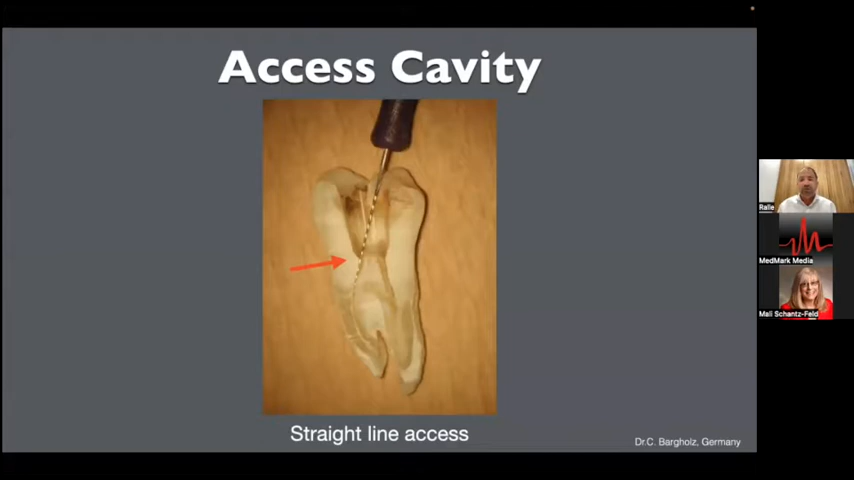 Access Cavity
Straight line access
Dr.C. Bargholz, Germany
Ralle
MedMark Media
Mali Schantz-Feld